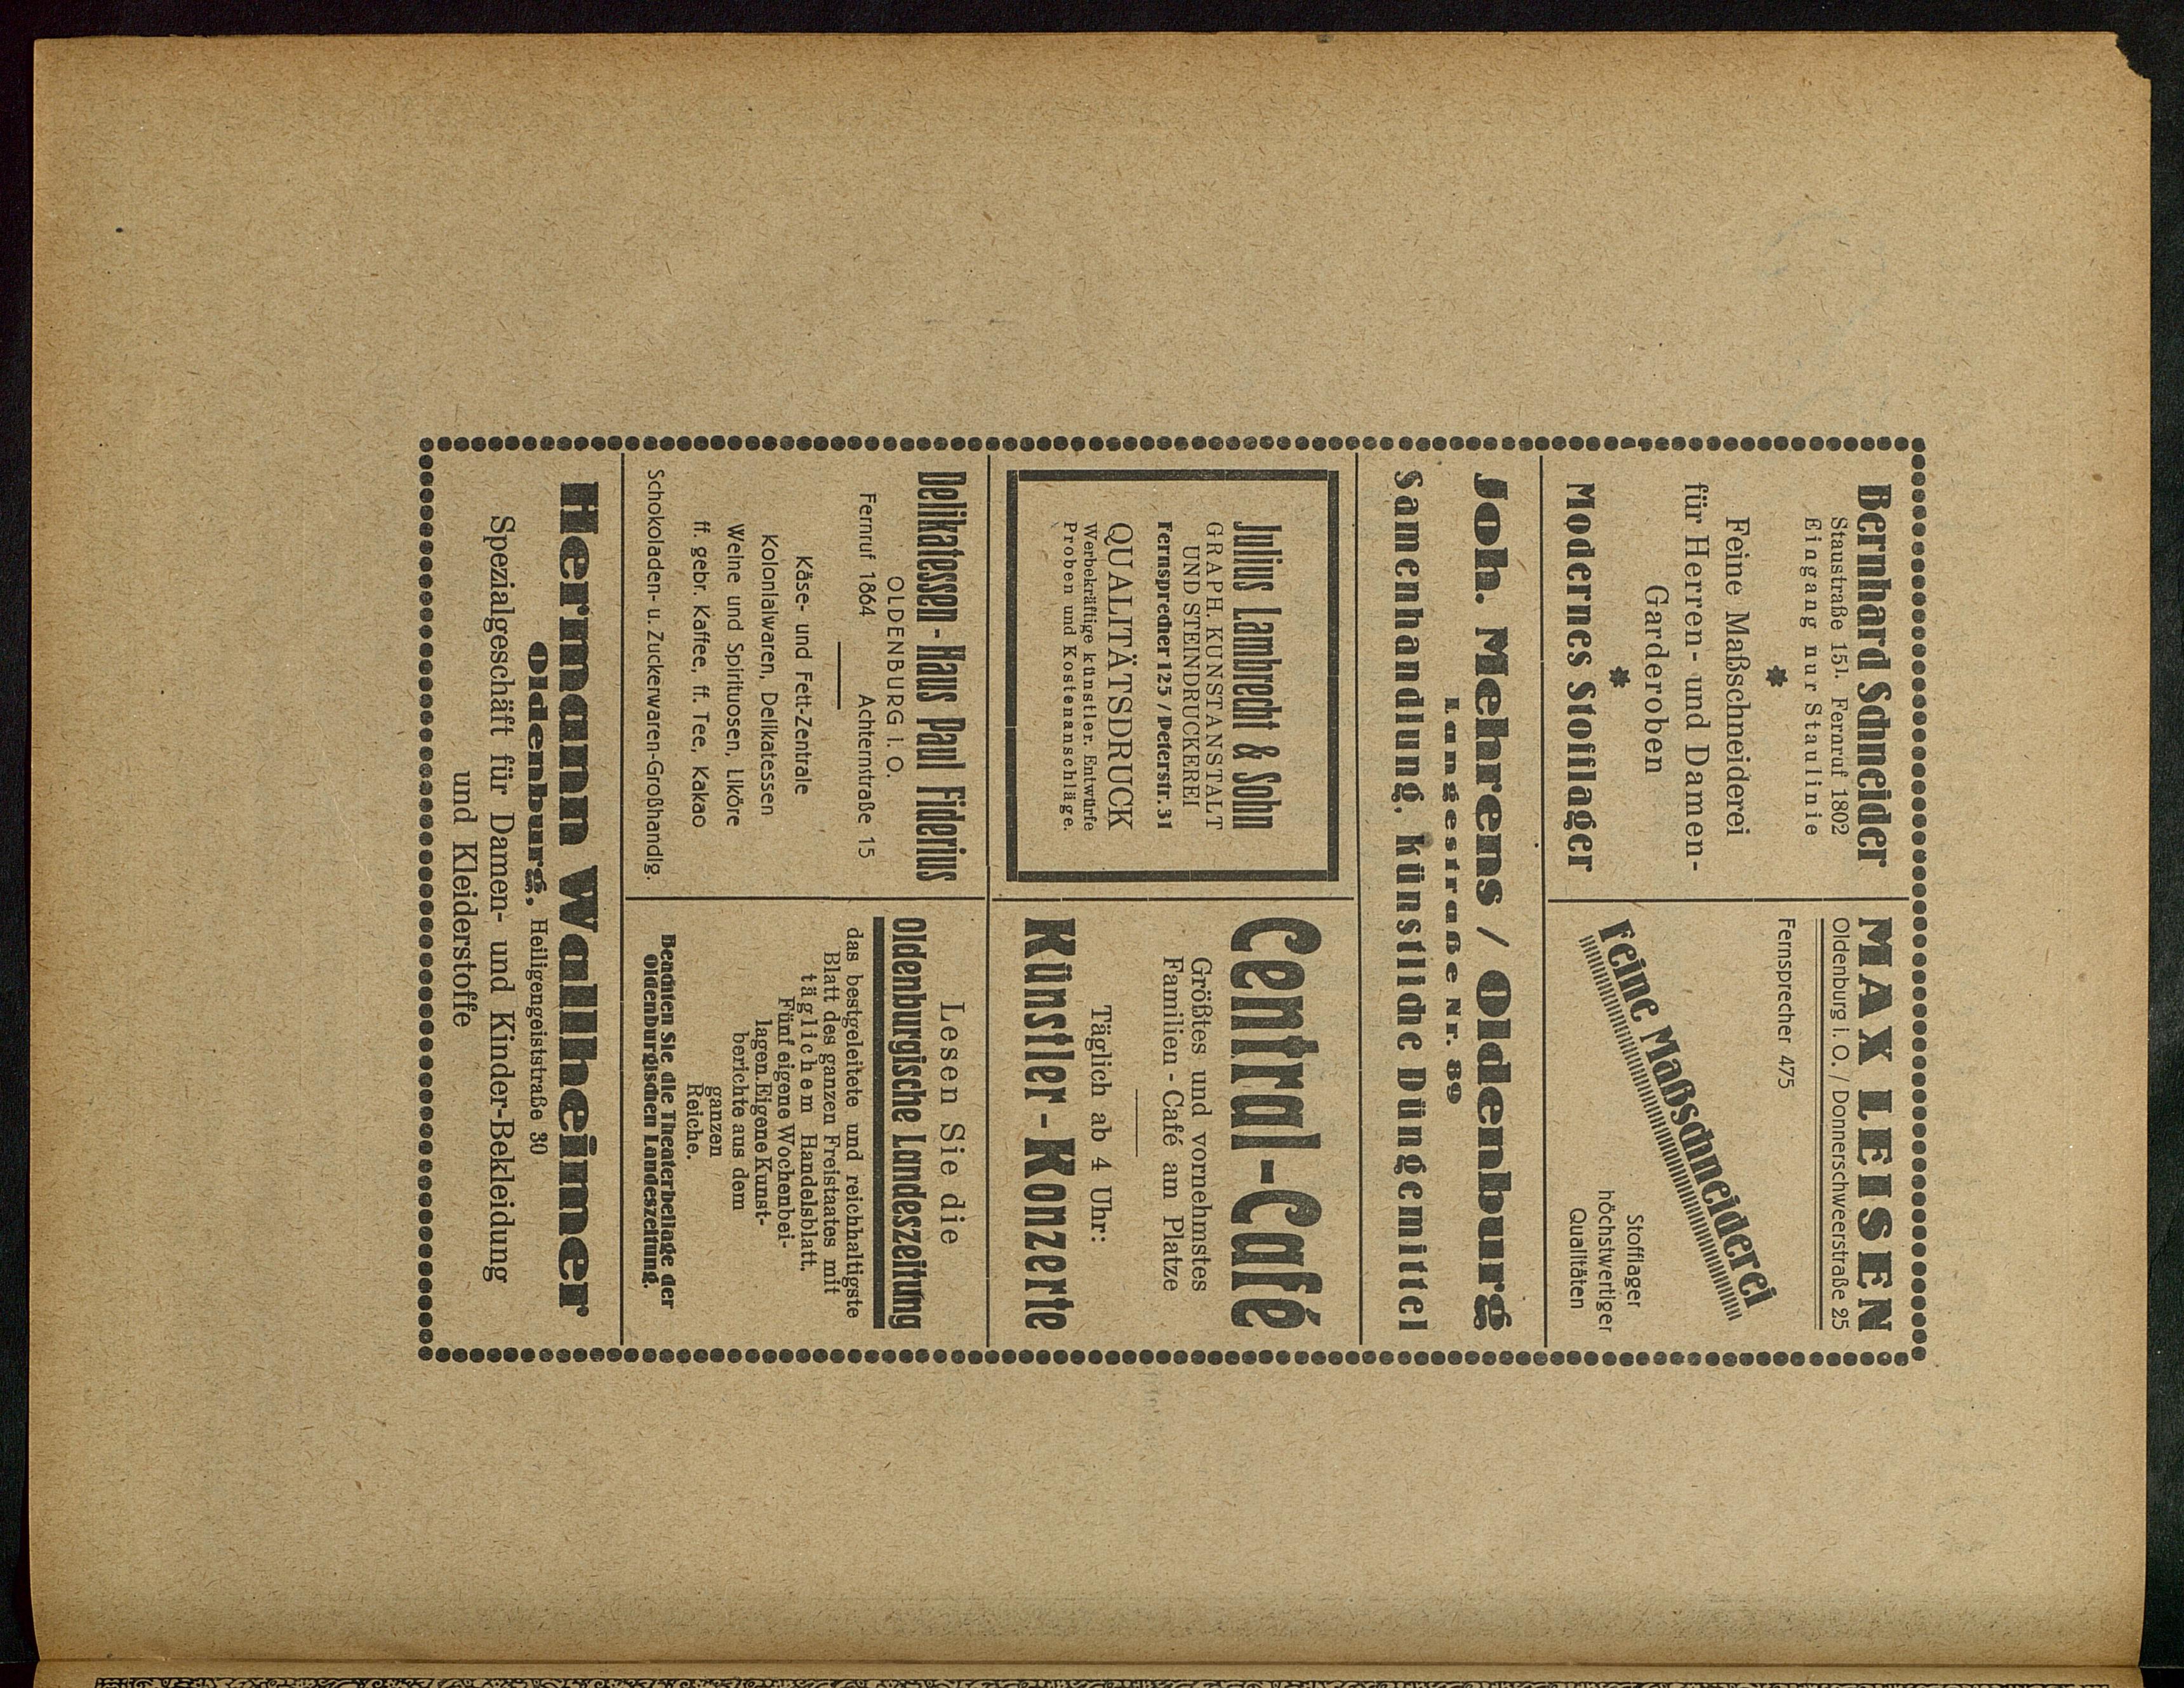 Bernhard Schneider
Staustraße 15¹. Fernruf 1802
Eingang nur Staulinie
Feine Maßschneiderei
für Herren- und Damen-
Garderoben
Modernes Stofflager
MAX LEISEN
Oldenburg i. O. / Donnerschweerstraße 25
Fernsprecher 475
Feine Maßschneiderei
Stofflager
höchstwertiger
Qualitäten
Joh. Mehrens / Oldenburg
Langestraße Nr. 89
Samenhandlung, künstliche Düngemittel
Julius Lambrecht & Sohn
GRAPH. KUNSTANSTALT
UND STEINDRUCKEREI
Fernsprecher 125 / Peterstr. 31
QUALITÄTSDRUCK
Werbekräftige künstler. Entwürfe
Proben und Kostenanschläge.
Central-Café
Größtes und vornehmstes
Familien-Café am Platze
Täglich ab 4 Uhr:
Künstler-Konzerte
Delikatessen-Haus Paul Fiderius
OLDENBURG i. O.
Fernruf 1864 Achternstraße 15
Käse- und Fett-Zentrale
Kolonialwaren, Delikatessen
Weine und Spirituosen, Liköre
ff. gebr. Kaffee, ff. Tee, Kakao
Schokoladen- u. Zuckerwaren-Großhandlg.
Lesen Sie die
Oldenburgische Landeszeitung
das bestgeleitete und reichhaltigste
Blatt des ganzen Freistaates mit
täglichem Handelsblatt.
Fünf eigene Wochenbei-
lagen. Eigene Kunst-
berichte aus dem
ganzen
Reiche.
Beachten Sie die Theaterbeilage der
Oldenburgischen Landeszeitung.
Hermann Wallheimer
Oldenburg, Heiligengeiststraße 30
Spezialgeschäft für Damen- und Kinder-Bekleidung
und Kleiderstoffe